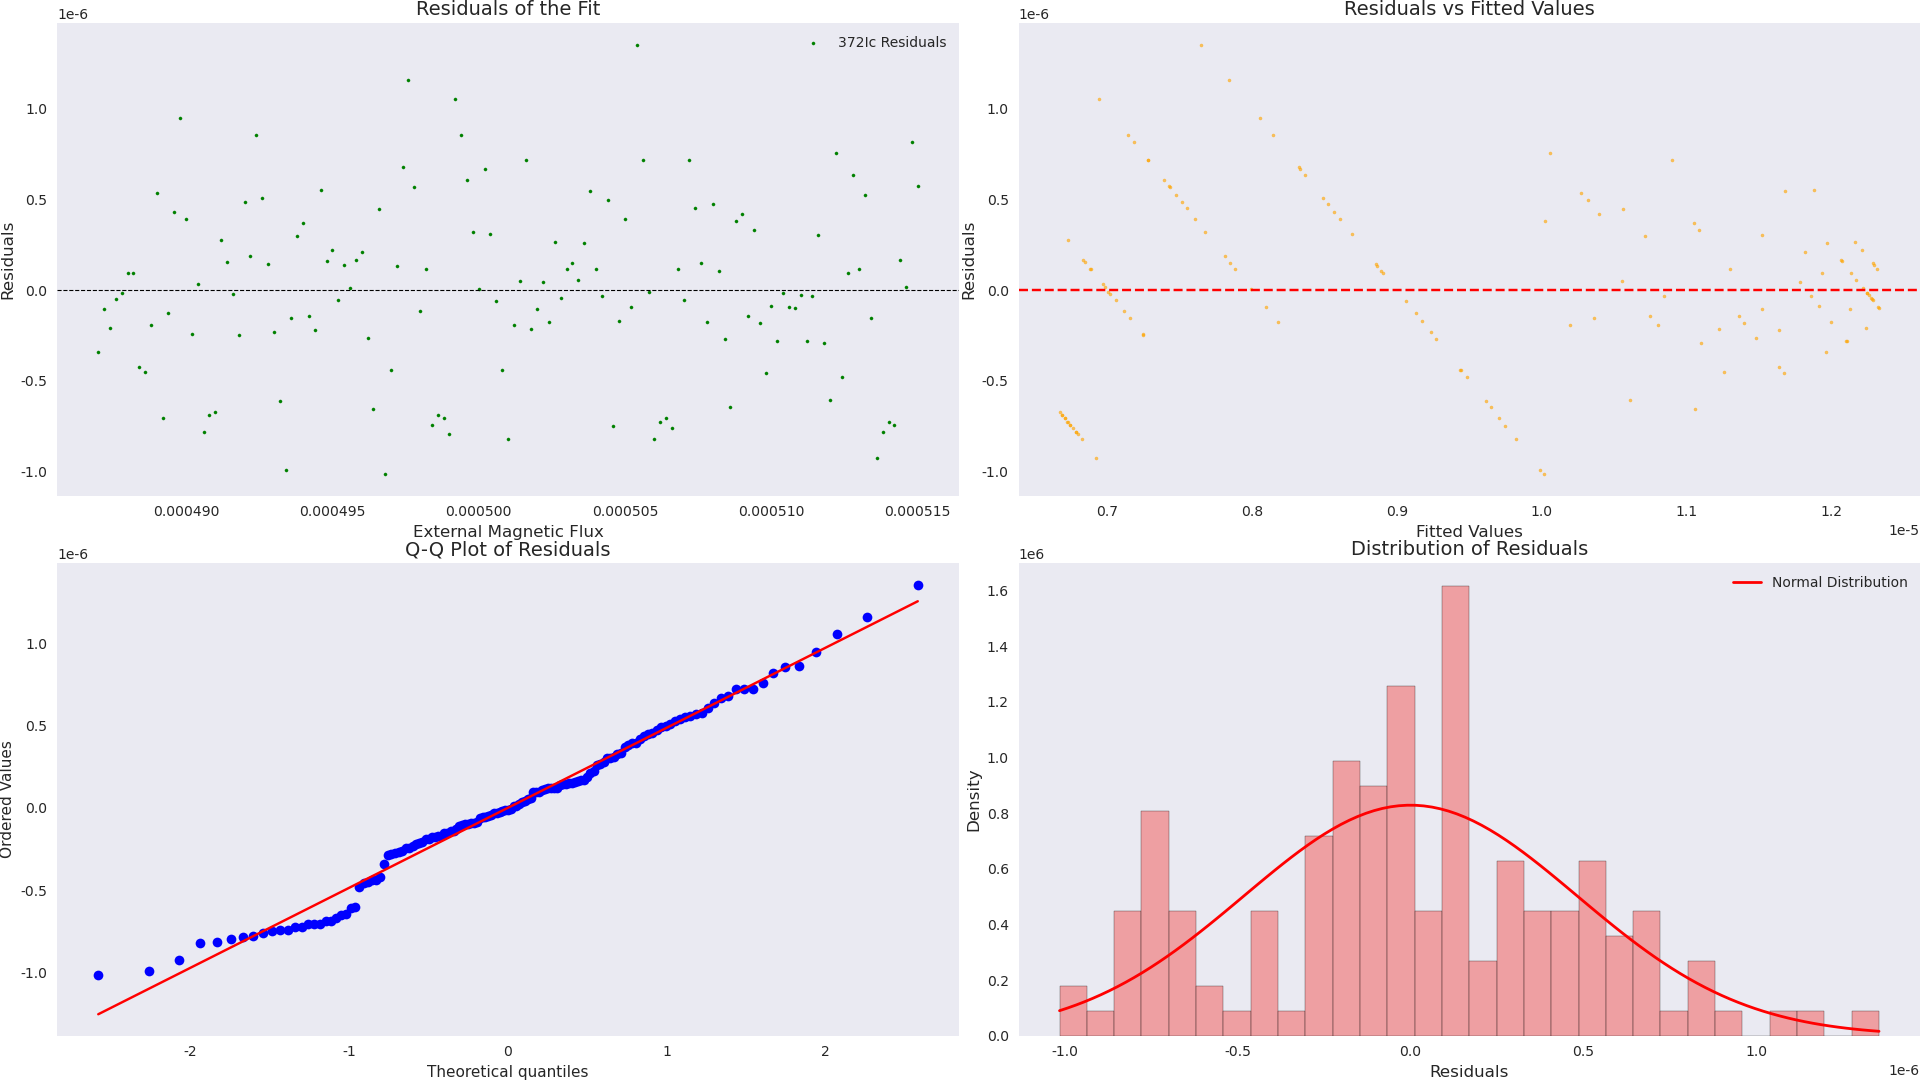 Residuals of the Fit
1e-6
372Ic Residuals
1.0
0.5
0.0
-0.5
-1.0
Residuals
0.000490 0.000495 0.000500 0.000505 0.000510 0.000515
External Magnetic Flux
Residuals vs Fitted Values
1e-6
1.0
0.5
0.0
-0.5
-1.0
Residuals
0.7 0.8 0.9 1.0 1.1 1.2
1e-5
Fitted Values
Q-Q Plot of Residuals
1e-6
1.0
0.5
0.0
-0.5
-1.0
Ordered Values
-2 -1 0 1 2
Theoretical quantiles
Distribution of Residuals
1e6
Normal Distribution
1.6
1.4
1.2
1.0
0.8
0.6
0.4
0.2
0.0
Density
-1.0 -0.5 0.0 0.5 1.0
1e-6
Residuals